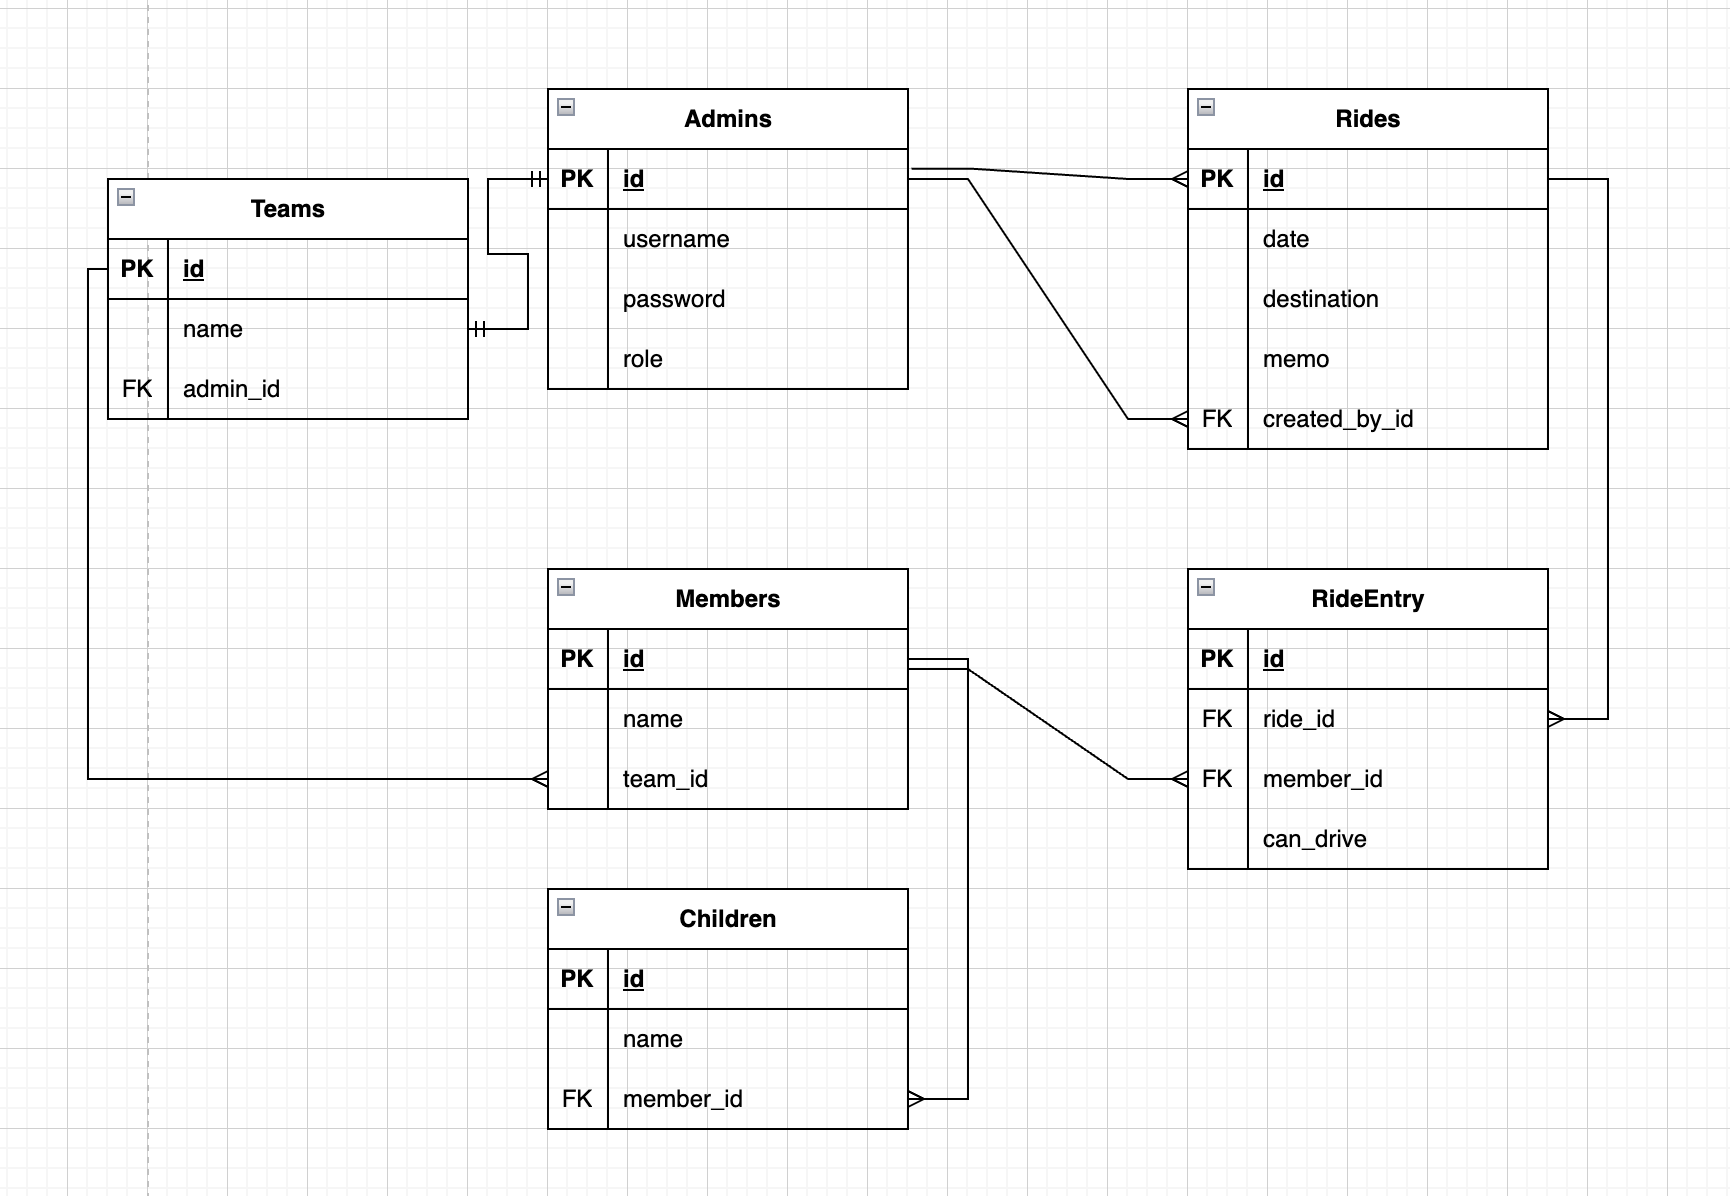 Teams
PK id
name
FK admin_id
Admins
PK id
username
password
role
Rides
PK id
date
destination
memo
FK created_by_id
Members
PK id
name
team_id
RideEntry
PK id
FK ride_id
FK member_id
can_drive
Children
PK id
name
FK member_id